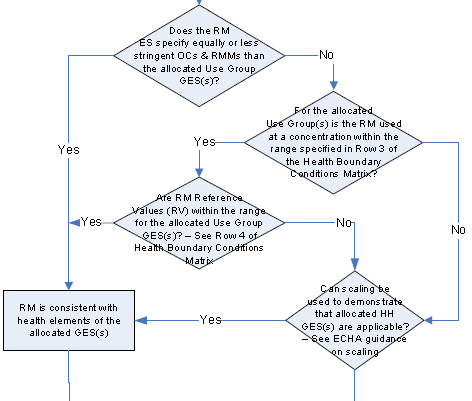 Does the RM
ES specify equally or less
stringent OCs & RMMs than
the allocated Use Group
GES(s)?
No
For the allocated
Use Group(s) is the RM used
at a concentration within the
range specified in Row 3 of
the Health Boundary
Conditions Matrix?
Yes
Yes
Are RM Reference
Values (RV) within the range
for the allocated Use Group
GES(s)? – See Row 4 of
Health Boundary Conditions
Matrix
Yes
No
No
Can scaling be
used to demonstrate
that allocated HH
GES(s) are applicable?
– See ECHA guidance
on scaling
Yes
RM is consistent with
health elements of the
allocated GES(s)